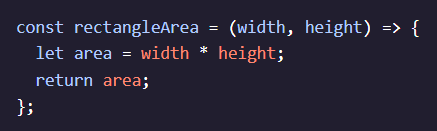 const rectangleArea = (width, height) => {
  let area = width * height;
  return area;
};